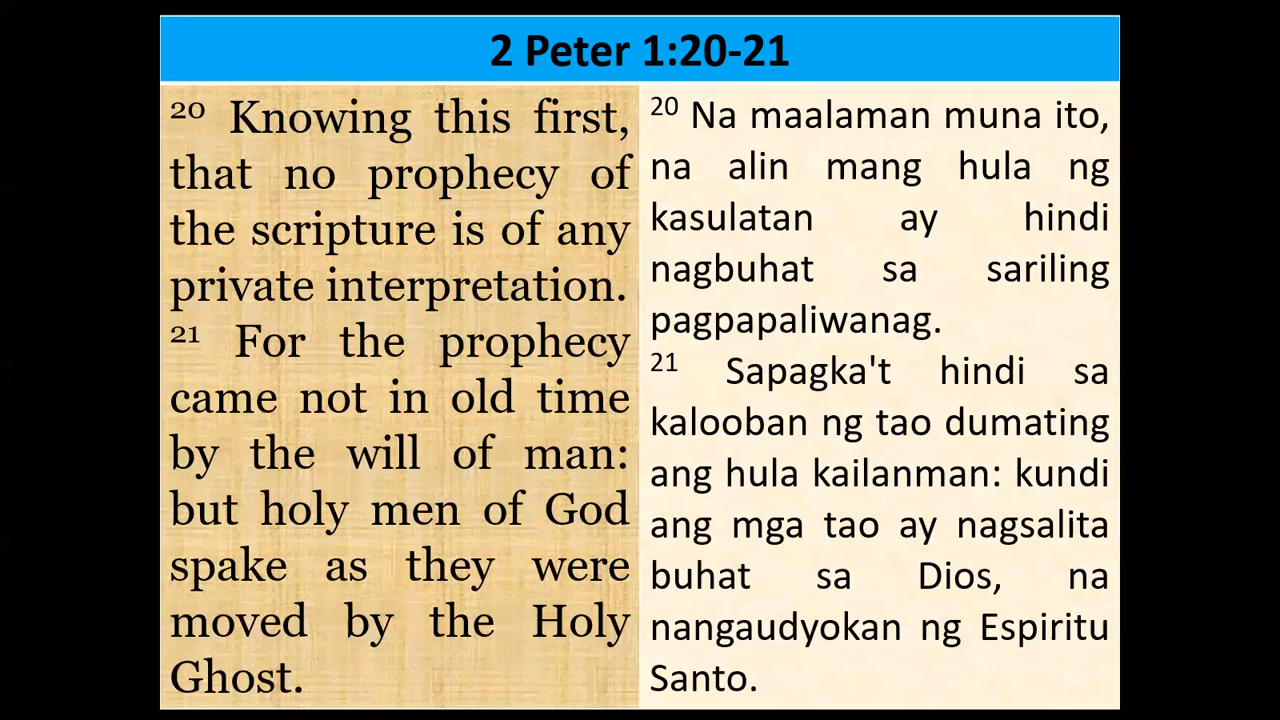 2 Peter 1:20-21
20 Knowing this first,
that no prophecy of
the scripture is of any
private interpretation.
21 For the prophecy
came not in old time
by the will of man:
but holy men of God
spake as they were
moved by the Holy
Ghost.
20 Na maalaman muna ito,
na alin mang hula ng
kasulatan ay hindi
nagbuhat sa sariling
pagpapaliwanag.
21 Sapagka't hindi sa
kalooban ng tao dumating
ang hula kailanman: kundi
ang mga tao ay nagsalita
buhat sa Dios, na
nangaudyokan ng Espiritu
Santo.